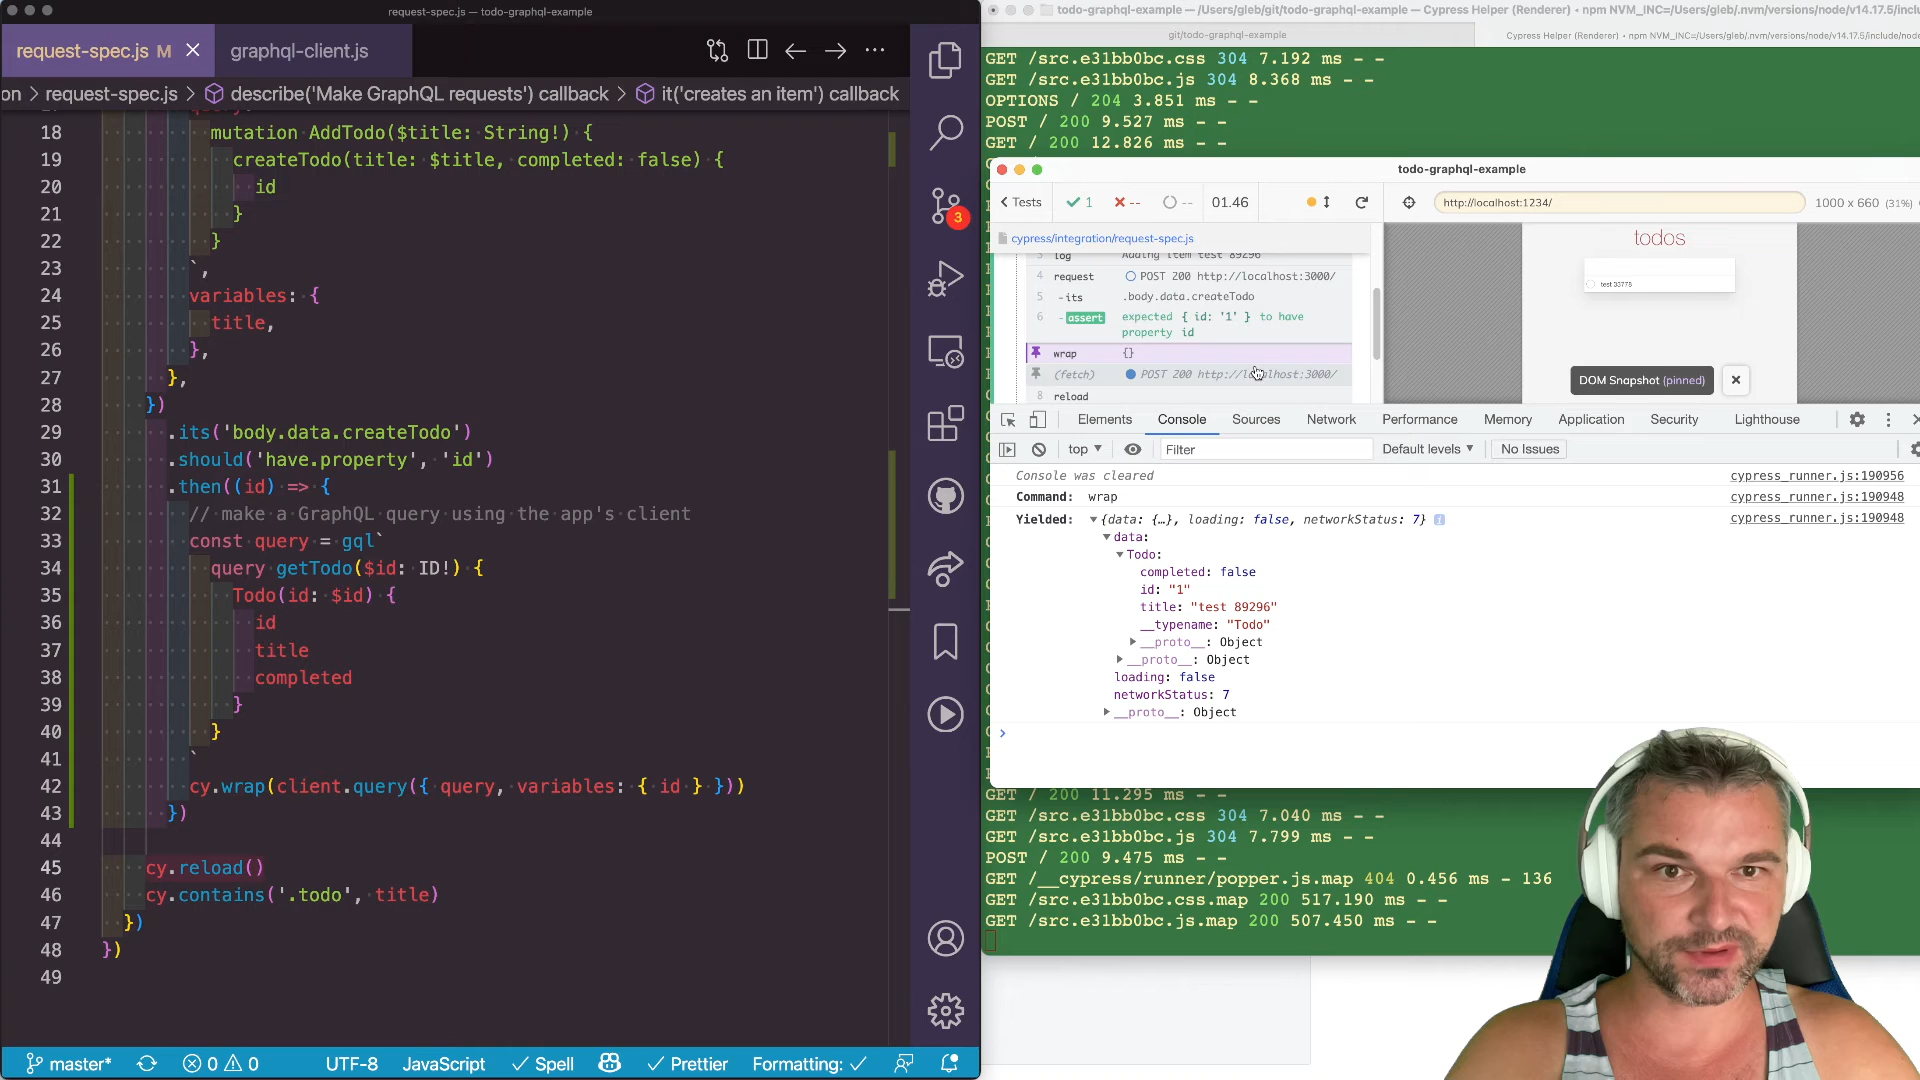 request-spec.js — todo-graphql-example
request-spec.js M
graphql-client.js
on > request-spec.js > describe('Make GraphQL requests') callback > it('creates an item') callback
18 mutation AddTodo($title: String!) {
19 createTodo(title: $title, completed: false) {
20 id
21 }
22 }
23 `,
24 variables: {
25 title,
26 },
27 },
28 })
29 .its('body.data.createTodo')
30 .should('have.property', 'id')
31 .then((id) => {
32 // make a GraphQL query using the app's client
33 const query = gql`
34 query getTodo($id: ID!) {
35 Todo(id: $id) {
36 id
37 title
38 completed
39 }
40 }
41 `
42 cy.wrap(client.query({ query, variables: { id } }))
43 })
44
45 cy.reload()
46 cy.contains('.todo', title)
47 })
48 })
49
3
master* 0 0 UTF-8 JavaScript Spell Prettier Formatting:
todo-graphql-example — /Users/gleb/git/todo-graphql-example — Cypress Helper (Renderer) • npm NVM_INC=/Users/gleb/.nvm/versions/node/v14.17.5/include/node
git/todo-graphql-example
Cypress Helper (Renderer) • npm NVM_INC=/Users/gleb/.nvm/versions/node/v14.17.5/include/node
GET /src.e31bb0bc.css 304 7.192 ms - -
GET /src.e31bb0bc.js 304 8.368 ms - -
OPTIONS / 204 3.851 ms - -
POST / 200 9.527 ms - -
GET / 200 12.826 ms - -
todo-graphql-example
Tests 1 -- -- 01.46
http://localhost:1234/
1000 x 660 (31%)
cypress/integration/request-spec.js
3 log Adding item test 89296
4 request POST 200 http://localhost:3000/
5 -its .body.data.createTodo
6 -assert expected { id: '1' } to have
property id
wrap {}
(fetch) POST 200 http://localhost:3000/
8 reload
todos
test 33778
DOM Snapshot (pinned)
Elements Console Sources Network Performance Memory Application Security Lighthouse
top Filter Default levels No Issues
Console was cleared cypress_runner.js:190956
Command: wrap cypress_runner.js:190948
Yielded: {data: {…}, loading: false, networkStatus: 7} cypress_runner.js:190948
data:
Todo:
completed: false
id: "1"
title: "test 89296"
__typename: "Todo"
__proto__: Object
__proto__: Object
loading: false
networkStatus: 7
__proto__: Object
GET / 200 11.295 ms - -
GET /src.e31bb0bc.css 304 7.040 ms - -
GET /src.e31bb0bc.js 304 7.799 ms - -
POST / 200 9.475 ms - -
GET /__cypress/runner/popper.js.map 404 0.456 ms - 136
GET /src.e31bb0bc.css.map 200 517.190 ms - -
GET /src.e31bb0bc.js.map 200 507.450 ms - -